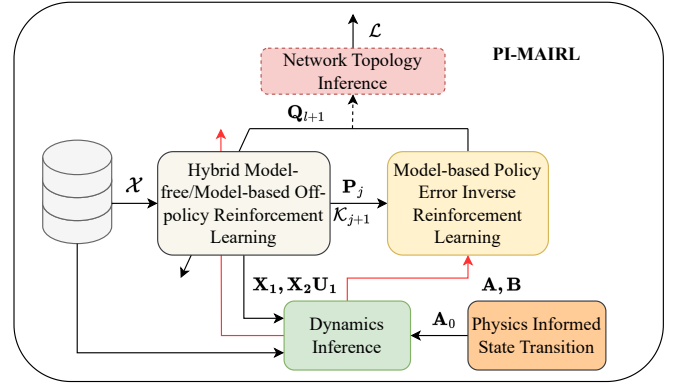 𝓛
PI-MAIRL
Network Topology
Inference
Q_{l+1}
Hybrid Model-
free/Model-based Off-
policy Reinforcement
Learning
𝒳
P_j
𝒦_{j+1}
Model-based Policy
Error Inverse
Reinforcement
Learning
X_1, X_2U_1
A, B
Dynamics
Inference
A_0
Physics Informed
State Transition